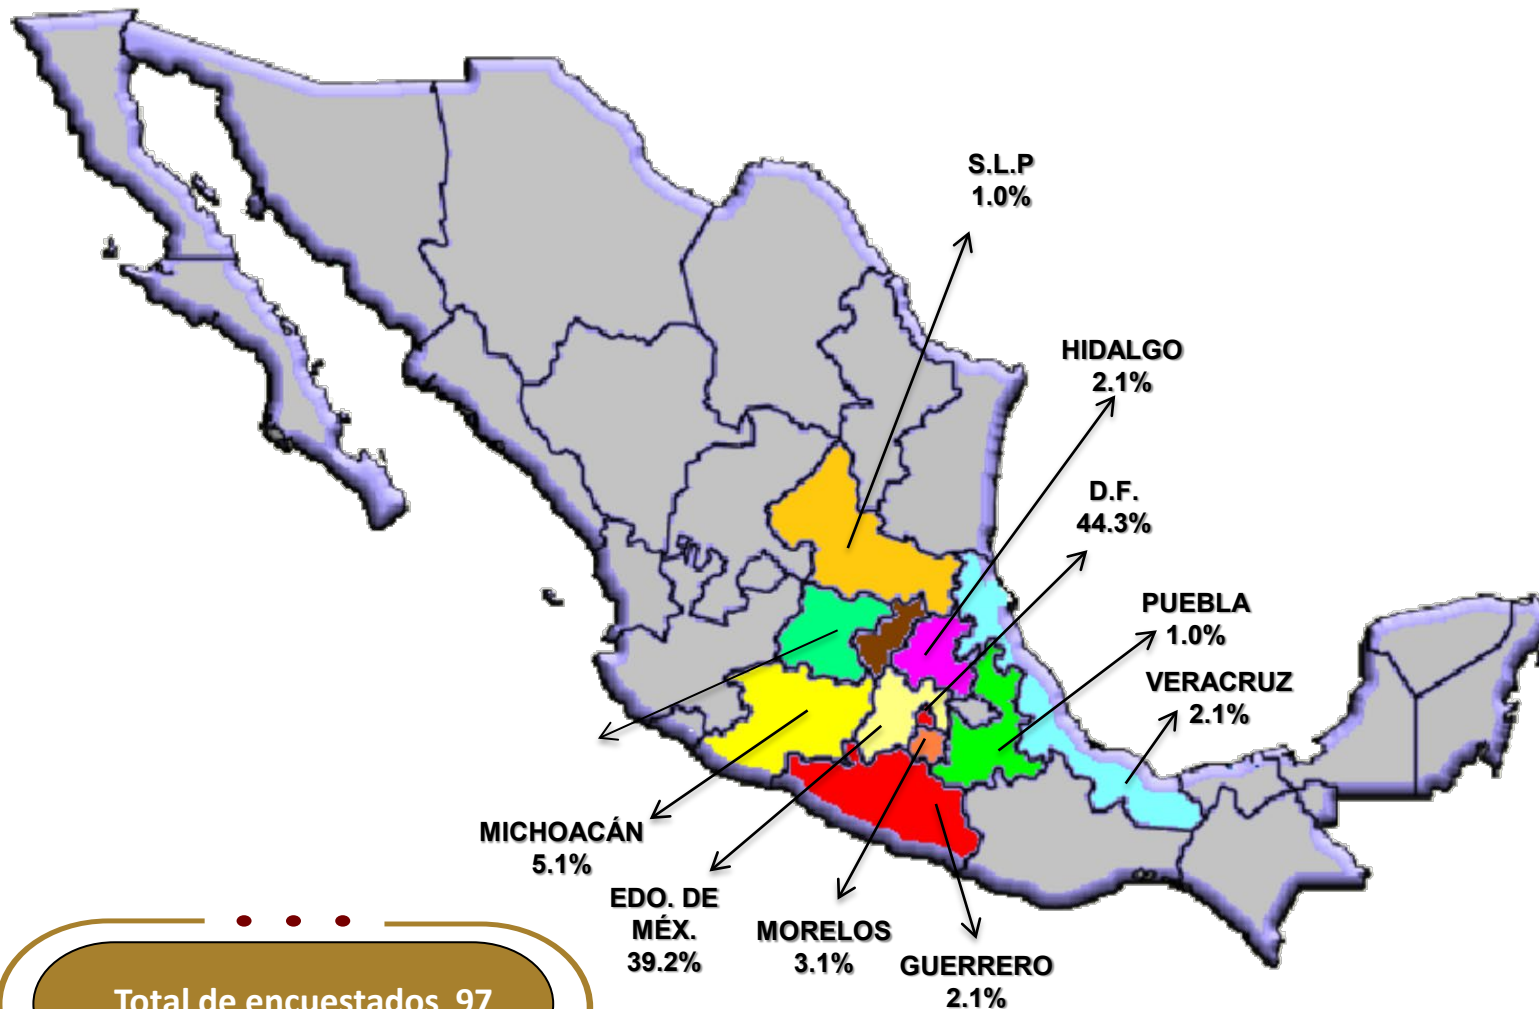 S.L.P
1.0%
HIDALGO
2.1%
D.F.
44.3%
PUEBLA
1.0%
VERACRUZ
2.1%
MICHOACÁN
5.1%
EDO. DE
MÉX.
39.2%
MORELOS
3.1%
GUERRERO
2.1%
Total de encuestados 97